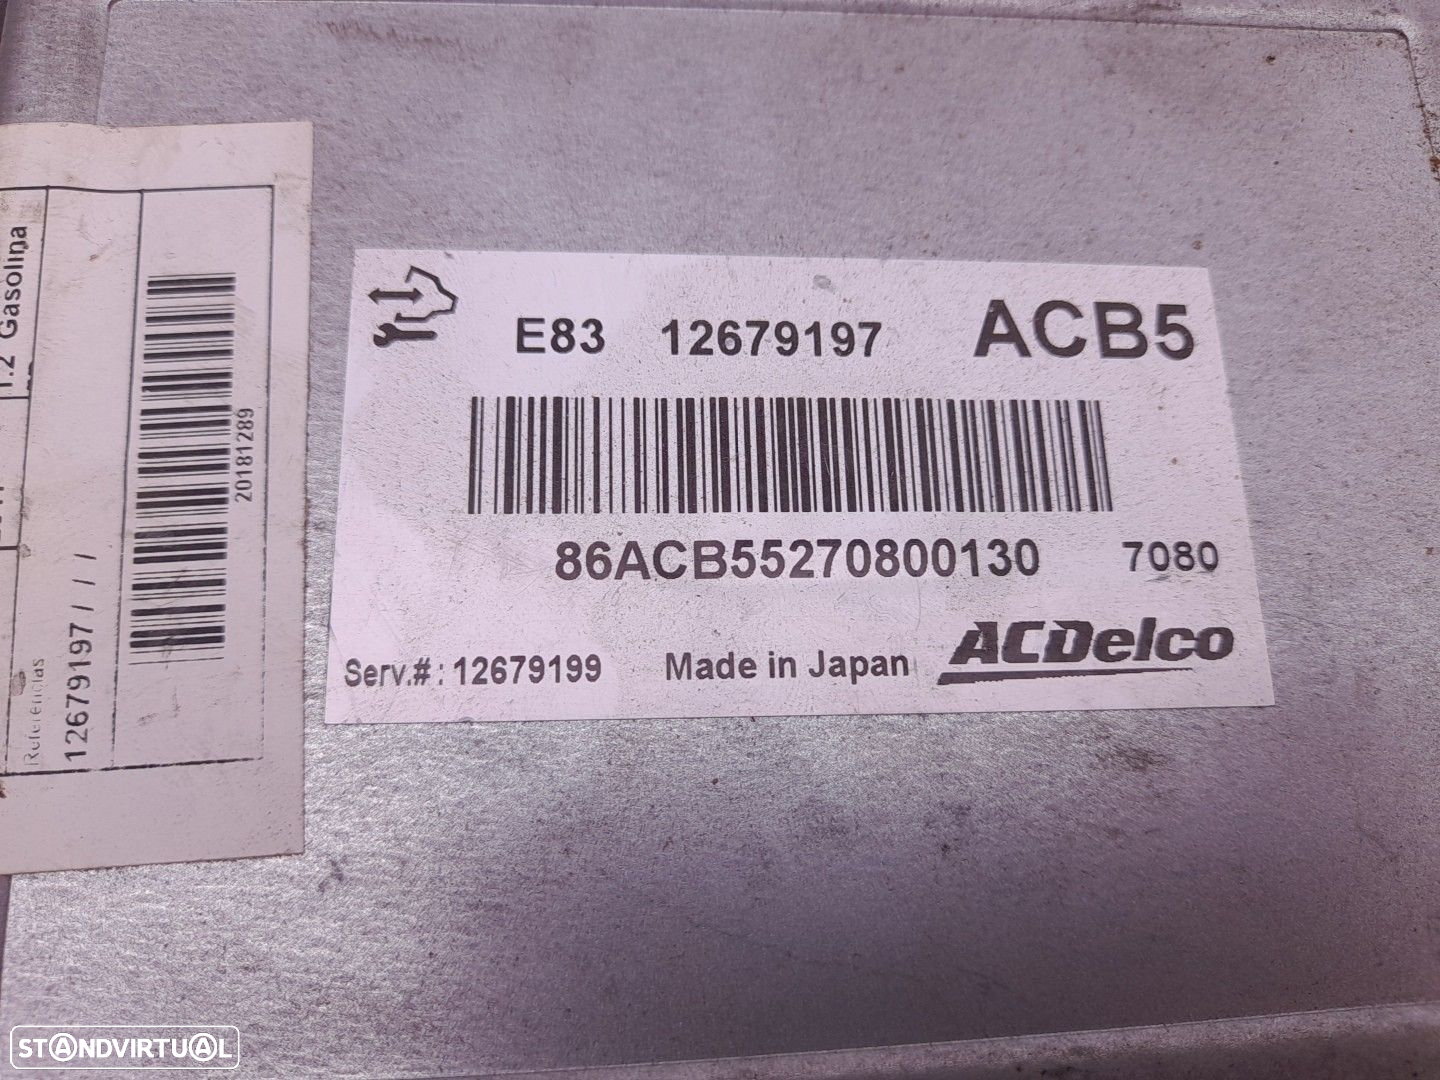 E83 12679197 ACB5
86ACB55270800130 7080
Serv.#: 12679199 Made in Japan ACDelco
1.2 Gasolina
Referências
12679197 / / /
20181289
STANDVIRTUAL